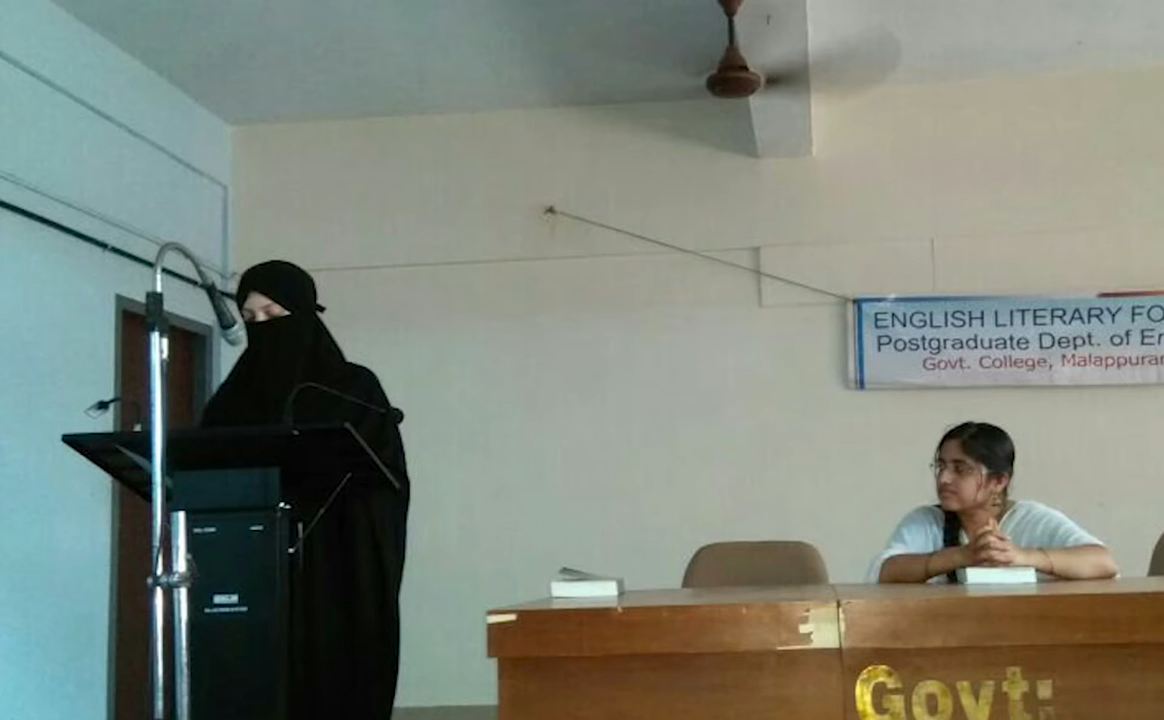 ENGLISH LITERARY FO
Postgraduate Dept. of En
Govt. College, Malappuram
Govt: